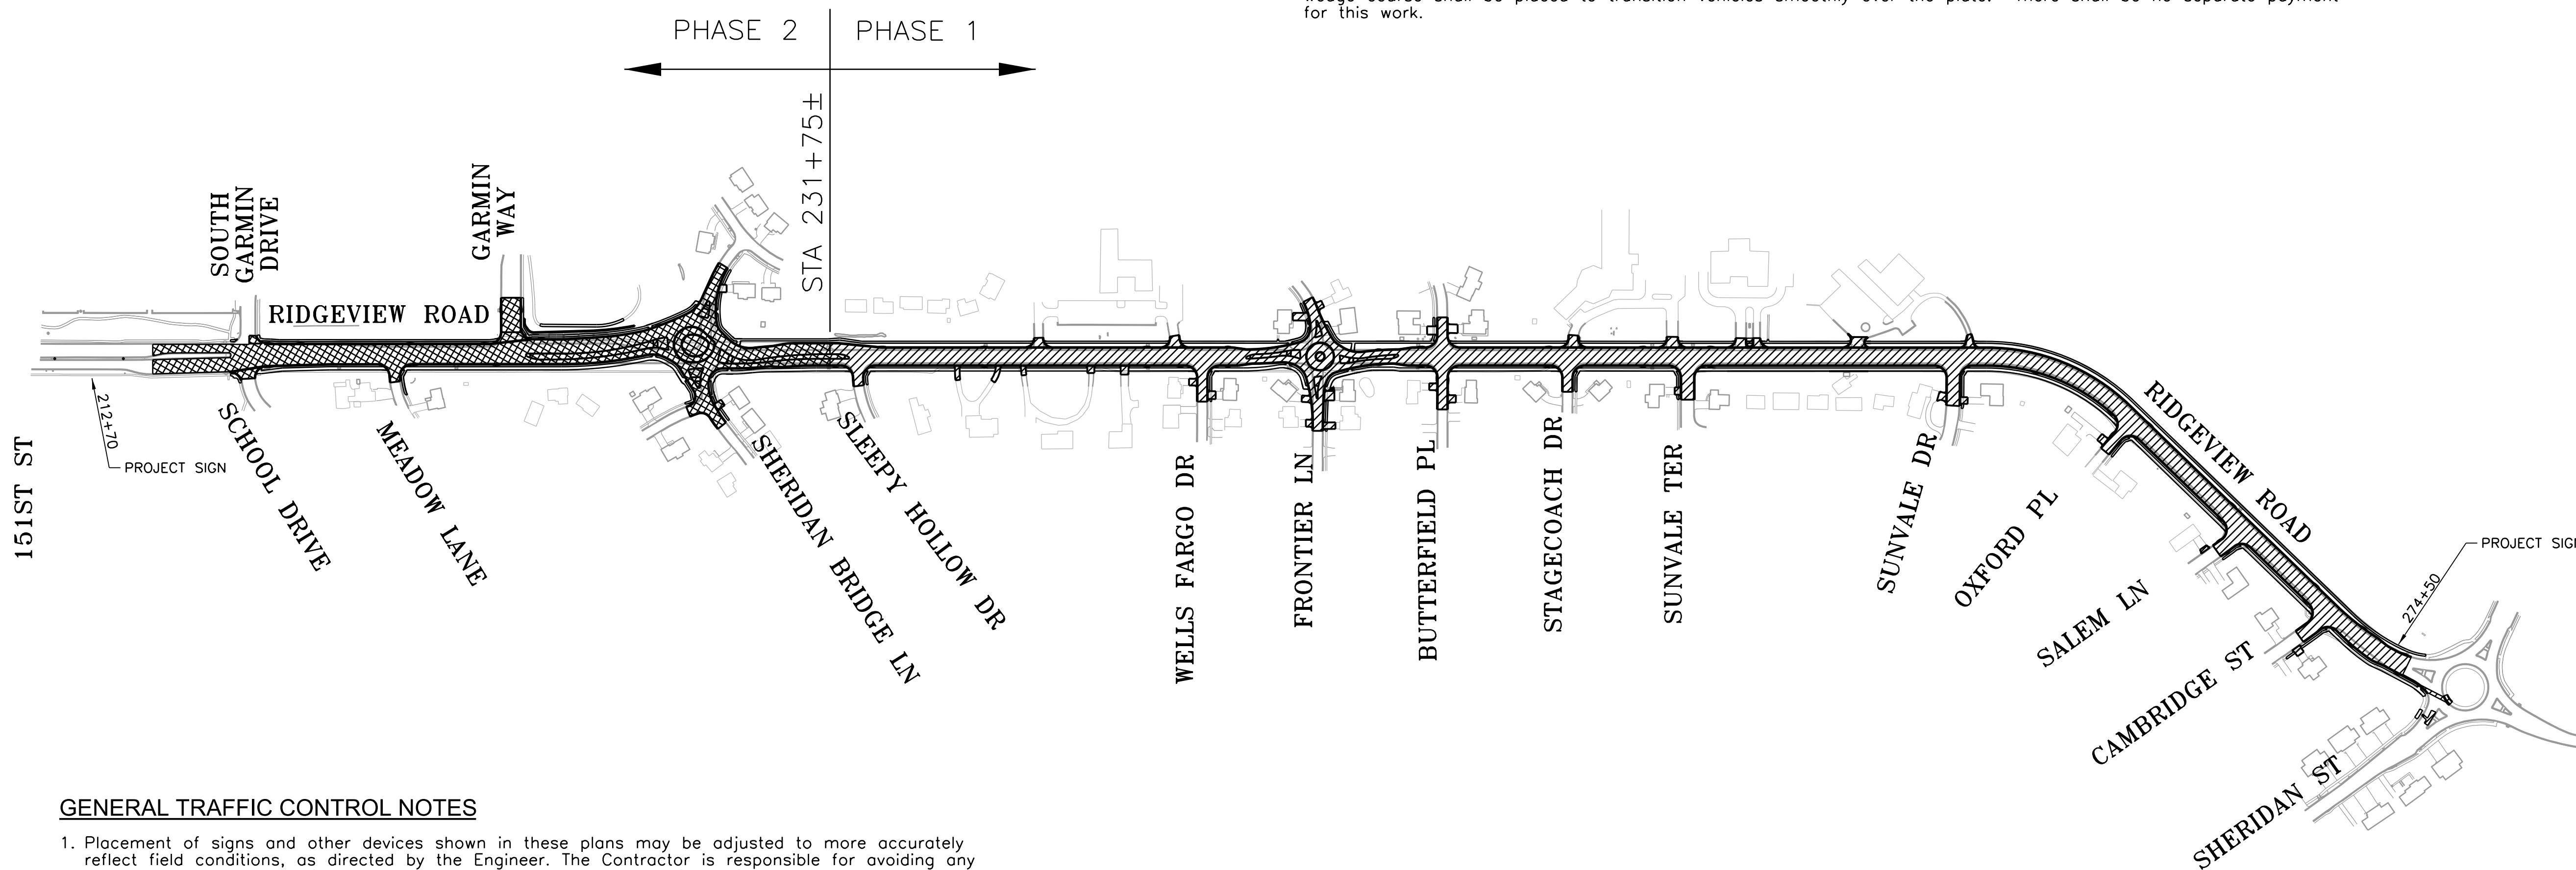 for this work.
PHASE 2
PHASE 1
STA 231+75±
SOUTH
GARMIN
DRIVE
GARMIN
WAY
RIDGEVIEW ROAD
151ST ST
212+70
PROJECT SIGN
SCHOOL DRIVE
MEADOW LANE
SHERIDAN BRIDGE LN
SLEEPY HOLLOW DR
WELLS FARGO DR
FRONTIER LN
BUTTERFIELD PL
STAGECOACH DR
SUNVALE TER
SUNVALE DR
OXFORD PL
SALEM LN
CAMBRIDGE ST
SHERIDAN ST
RIDGEVIEW ROAD
274+50
PROJECT SIGN
GENERAL TRAFFIC CONTROL NOTES
1. Placement of signs and other devices shown in these plans may be adjusted to more accurately
reflect field conditions, as directed by the Engineer. The Contractor is responsible for avoiding any